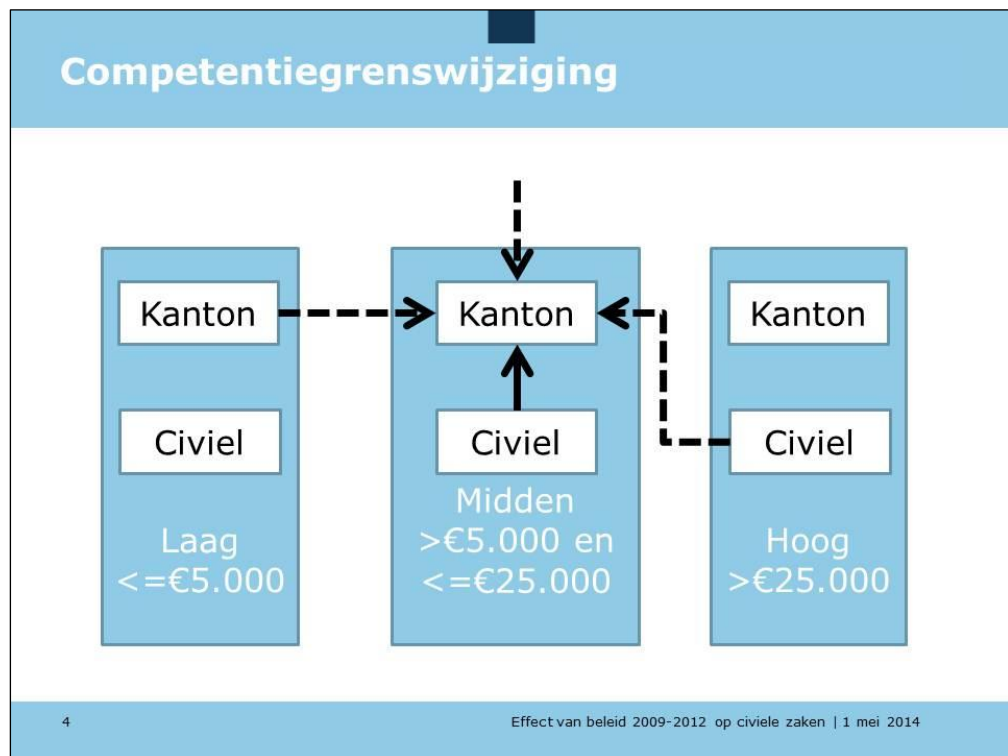 Competentiegrenswijziging
Kanton
Civiel
Laag
<=€5.000
Kanton
Civiel
Midden
>€5.000 en
<=€25.000
Kanton
Civiel
Hoog
>€25.000
4
Effect van beleid 2009-2012 op civiele zaken | 1 mei 2014